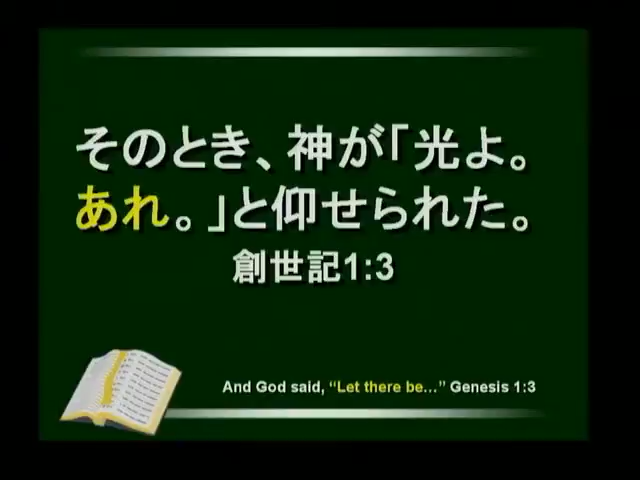 そのとき、神が「光よ。
あれ。」と仰せられた。
創世記1:3
And God said, “Let there be…” Genesis 1:3